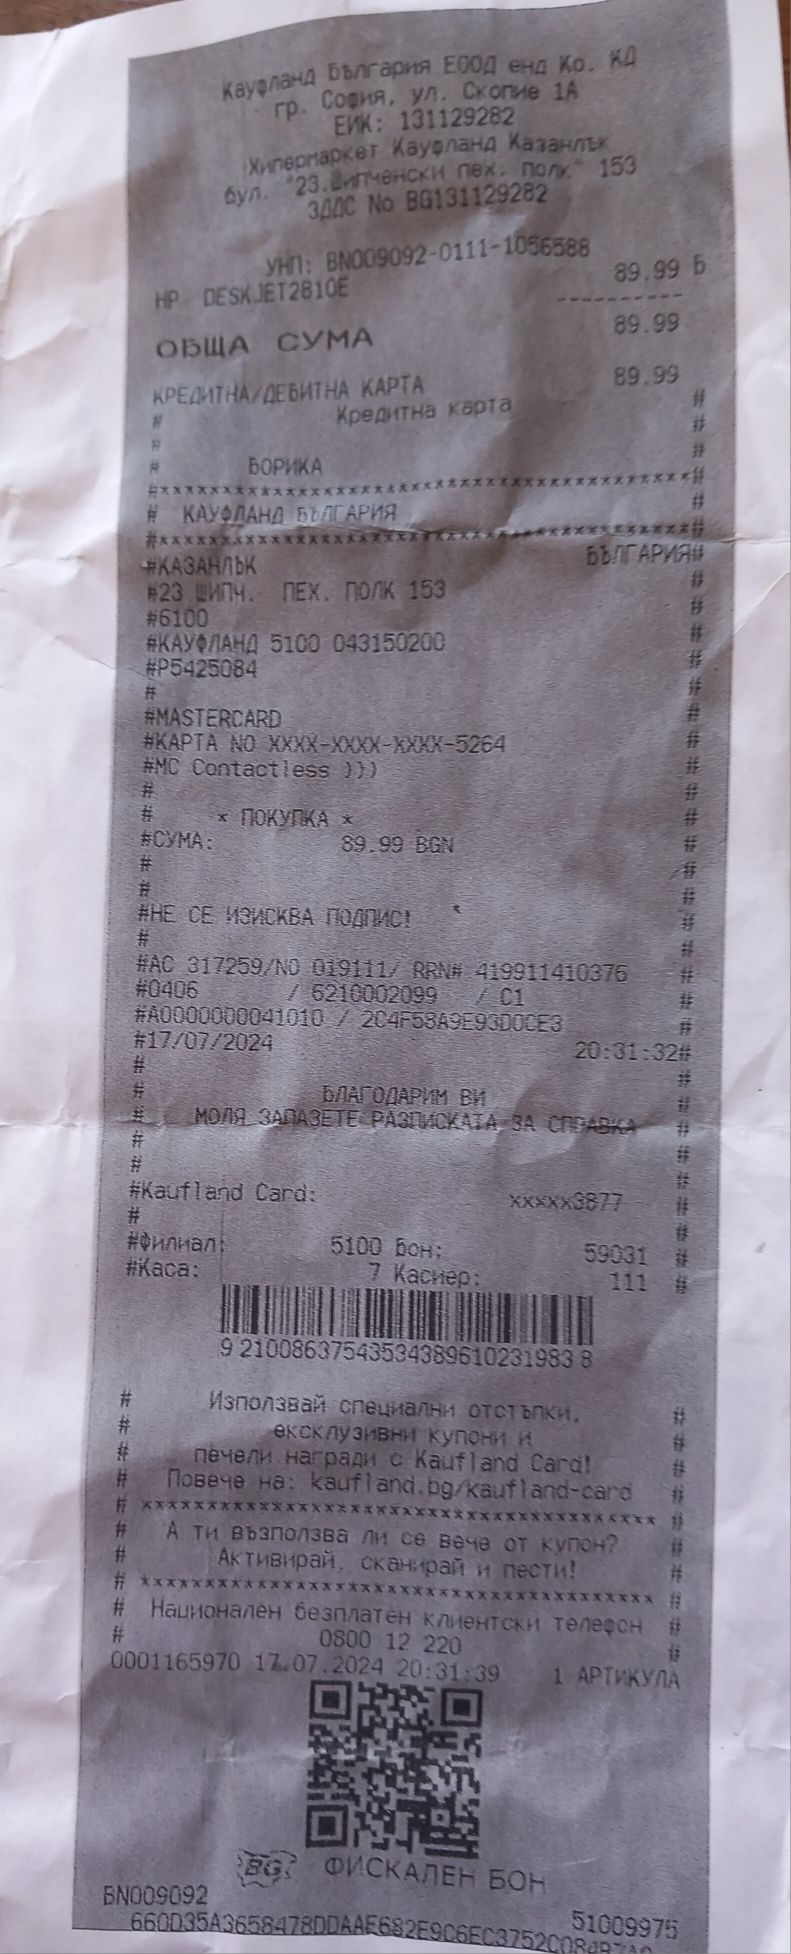 Кауфланд България ЕООД енд Ко. КД
гр. София, ул. Скопие 1А
ЕИК: 131129282
Хипермаркет Кауфланд Казанлък
бул. "23.Шипченски пех. полк" 153
ЗДДС No BG131129282
УНП: BN009092-0111-1056588
HP DESKJET2810E 89.99 Б
------------
ОБЩА СУМА 89.99
КРЕДИТНА/ДЕБИТНА КАРТА 89.99
# Кредитна карта #
# #
# БОРИКА #
#****************************************#
# КАУФЛАНД БЪЛГАРИЯ #
#****************************************#
#КАЗАНЛЪК БЪЛГАРИЯ#
#23 ШИПЧ. ПЕХ. ПОЛК 153 #
#6100 #
#КАУФЛАНД 5100 043150200 #
#P5425084 #
# #
#MASTERCARD #
#КАРТА NO XXXX-XXXX-XXXX-5264 #
#MC Contactless ))) #
# #
# * ПОКУПКА * #
#СУМА: 89.99 BGN #
# #
# #
#НЕ СЕ ИЗИСКВА ПОДПИС! #
# #
#AC 317259/NO 019111/ RRN# 419911410376 #
#0406 / 6210002099 / C1 #
#A0000000041010 / 2C4F58A9E93D0CE3 #
#17/07/2024 20:31:32#
# #
# БЛАГОДАРИМ ВИ #
# МОЛЯ ЗАПАЗЕТЕ РАЗПИСКАТА ЗА СПРАВКА #
# #
# #
#Kaufland Card: xxxxx3877 #
# #
#Филиал: 5100 Бон: 59031 #
#Каса: 7 Касиер: 111 #
9 210086375435343896102319838 8
# Използвай специални отстъпки, #
# ексклузивни купони и #
# печели награди с Kaufland Card! #
# Повече на: kaufland.bg/kaufland-card #
# *************************************** #
# А ти възползва ли се вече от купон? #
# Активирай, сканирай и пести! #
# *************************************** #
# Национален безплатен клиентски телефон #
# 0800 12 220 #
0001165970 17.07.2024 20:31:39 1 АРТИКУЛА
BG ФИСКАЛЕН БОН
BN009092 51009975